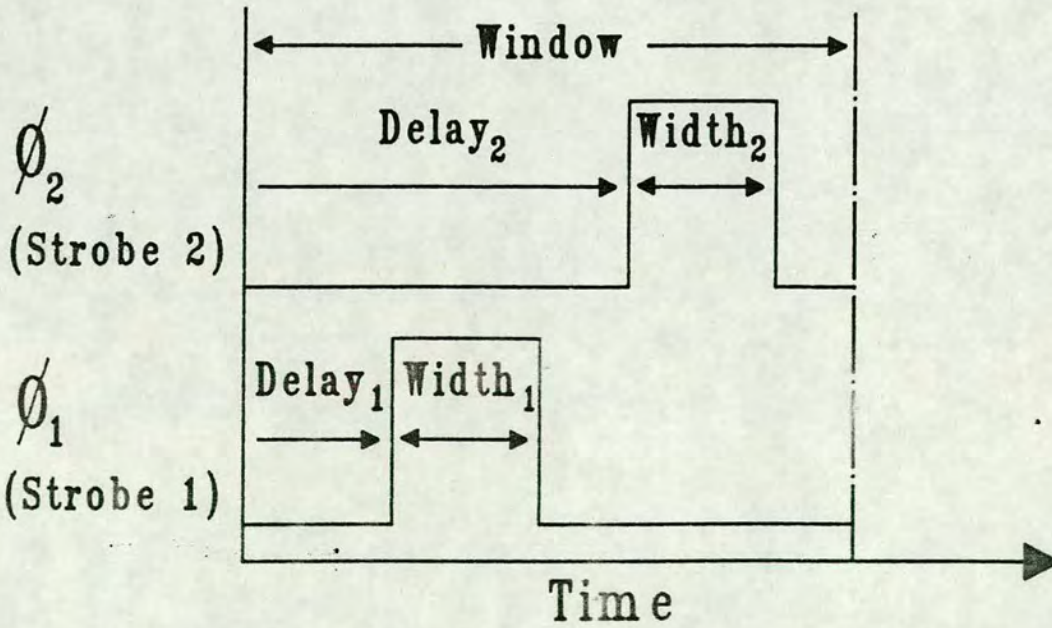 Window
Delay₂ Width₂
Ø₂
(Strobe 2)
Delay₁ Width₁
Ø₁
(Strobe 1)
Time